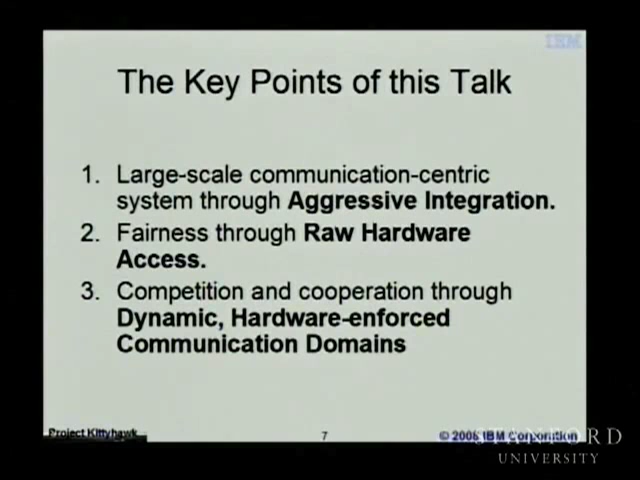 IBM
The Key Points of this Talk
1. Large-scale communication-centric
system through Aggressive Integration.
2. Fairness through Raw Hardware
Access.
3. Competition and cooperation through
Dynamic, Hardware-enforced
Communication Domains
Project Kittyhawk
7
© 2008 IBM Corporation
STANFORD
UNIVERSITY